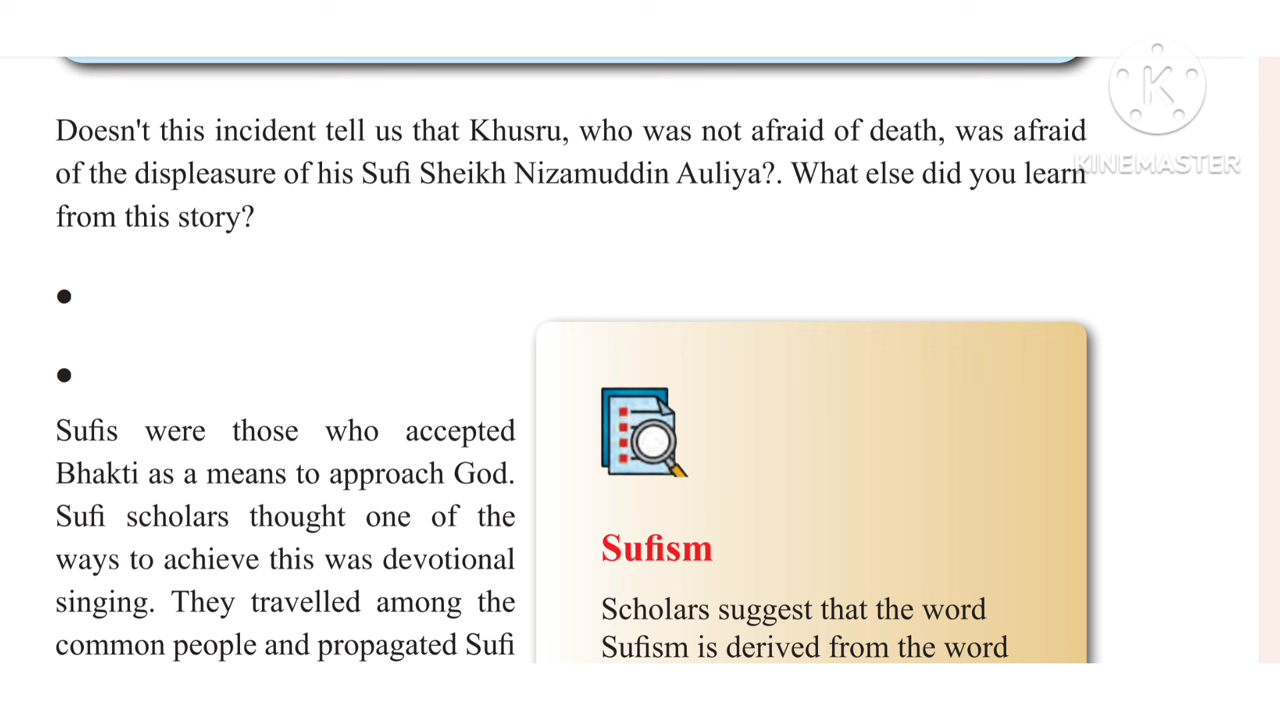 Doesn't this incident tell us that Khusru, who was not afraid of death, was afraid
of the displeasure of his Sufi Sheikh Nizamuddin Auliya?. What else did you learn
from this story?
●
●
Sufis were those who accepted
Bhakti as a means to approach God.
Sufi scholars thought one of the
ways to achieve this was devotional
singing. They travelled among the
common people and propagated Sufi
Sufism
Scholars suggest that the word
Sufism is derived from the word
K
KINEMASTER